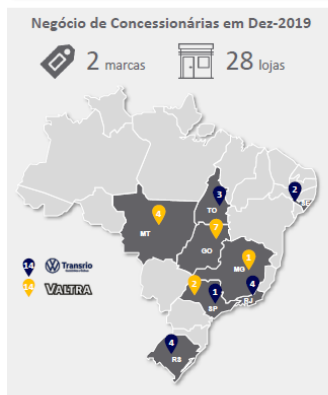 Negócio de Concessionárias em Dez-2019
2 marcas
28 lojas
2
3
4
TO
7
MT
GO
1
MG
14 Transrio
4
2
14 VALTRA
1
RJ
SP
4
RS